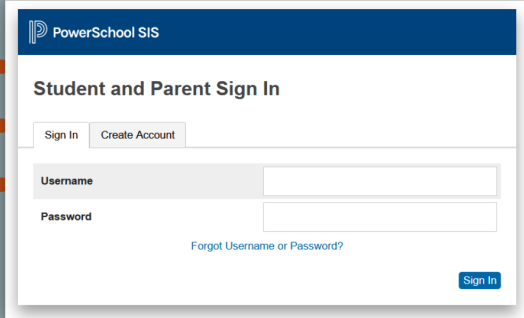 PowerSchool SIS
Student and Parent Sign In
Sign In
Create Account
Username
Password
Forgot Username or Password?
Sign In